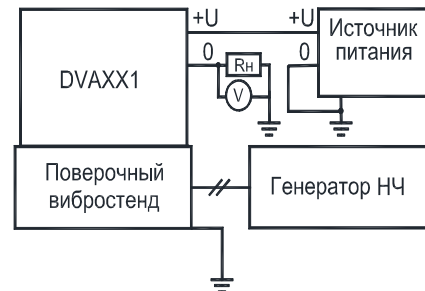 +U
+U
Источник
питания
DVAXX1
0
Rн
V
0
Поверочный
вибростенд
Генератор НЧ